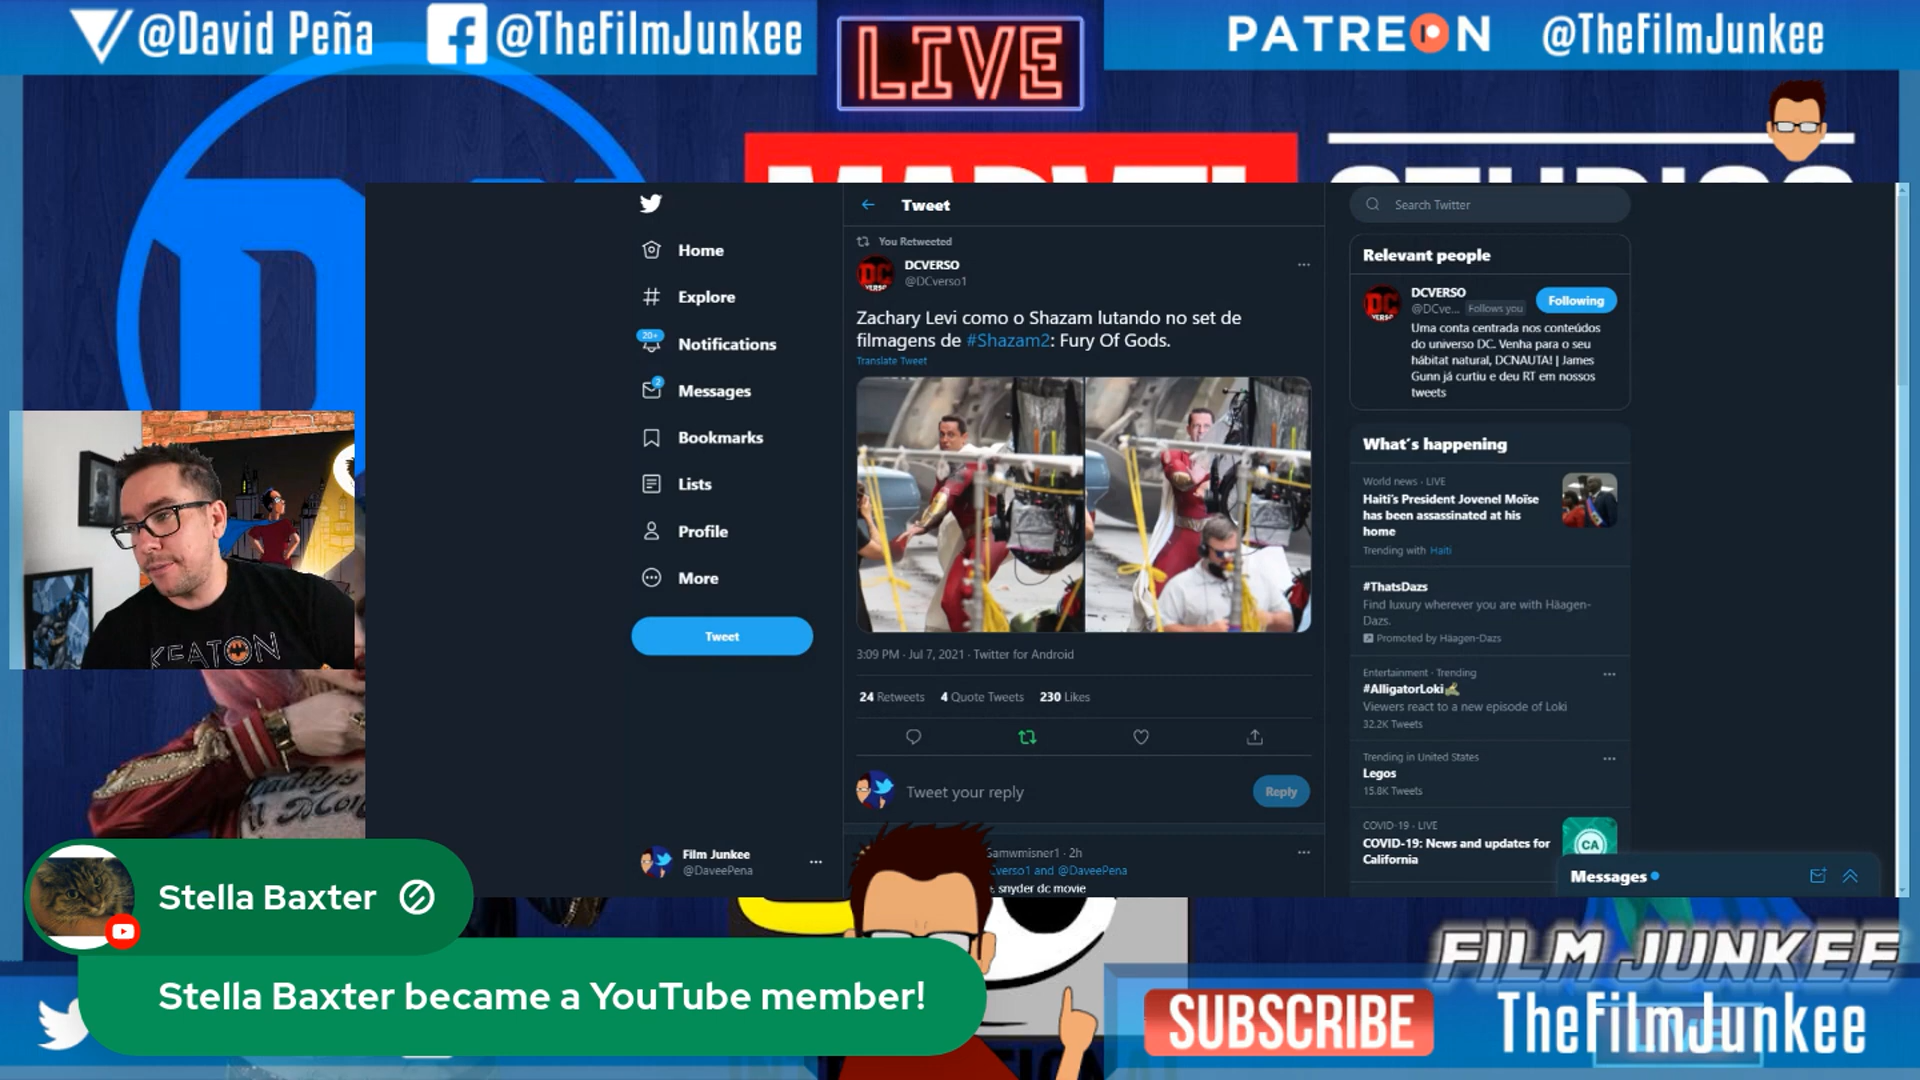 @David Peña
@TheFilmJunkee
LIVE
PATREON
@TheFilmJunkee
Home
Explore
20+
Notifications
2
Messages
Bookmarks
Lists
Profile
More
Tweet
Film Junkee
@DaveePena
Tweet
You Retweeted
DCVERSO
@DCverso1
Zachary Levi como o Shazam lutando no set de
filmagens de #Shazam2: Fury Of Gods.
Translate Tweet
3:09 PM · Jul 7, 2021 · Twitter for Android
24 Retweets 4 Quote Tweets 230 Likes
Tweet your reply
Reply
Samwmisner1 · 2h
and @DaveePena
snyder dc movie
Search Twitter
Relevant people
DCVERSO
@DCve... Follows you
Following
Uma conta centrada nos conteúdos
do universo DC. Venha para o seu
hábitat natural, DCNAUTA! | James
Gunn já curtiu e deu RT em nossos
tweets
What's happening
World news · LIVE
Haiti's President Jovenel Moïse
has been assassinated at his
home
Trending with Haiti
#ThatsDazs
Find luxury wherever you are with Häagen-
Dazs.
Promoted by Häagen-Dazs
Entertainment · Trending
#AlligatorLoki
Viewers react to a new episode of Loki
32.2K Tweets
Trending in United States
Legos
15.8K Tweets
COVID-19 · LIVE
COVID-19: News and updates for
California
CA
Messages
KEATON
Stella Baxter
Stella Baxter became a YouTube member!
FILM JUNKEE
SUBSCRIBE
TheFilmJunkee